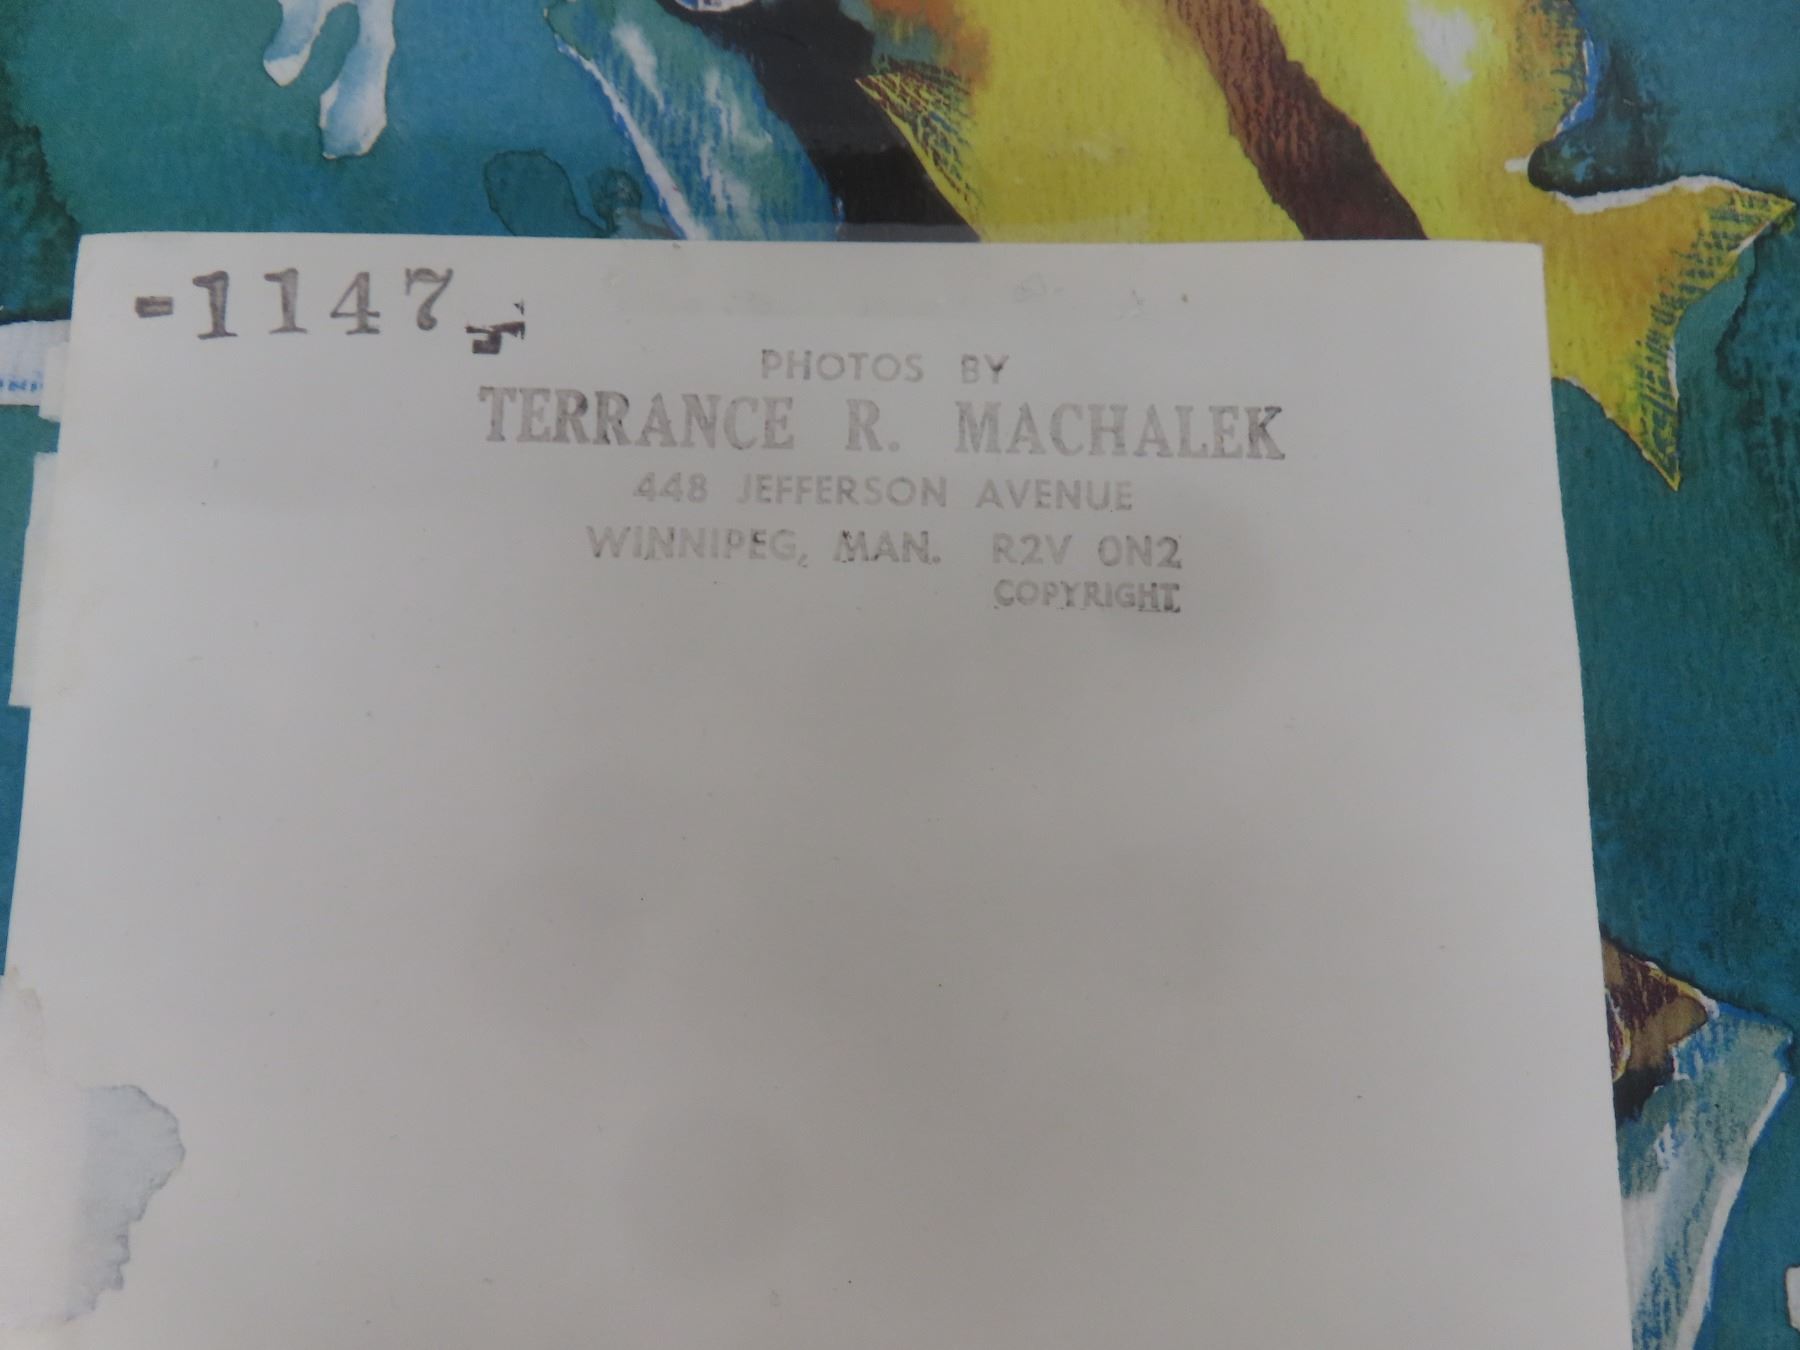 -1147
PHOTOS BY
TERRANCE R. MACHALEK
448 JEFFERSON AVENUE
WINNIPEG, MAN. R2V 0N2
COPYRIGHT